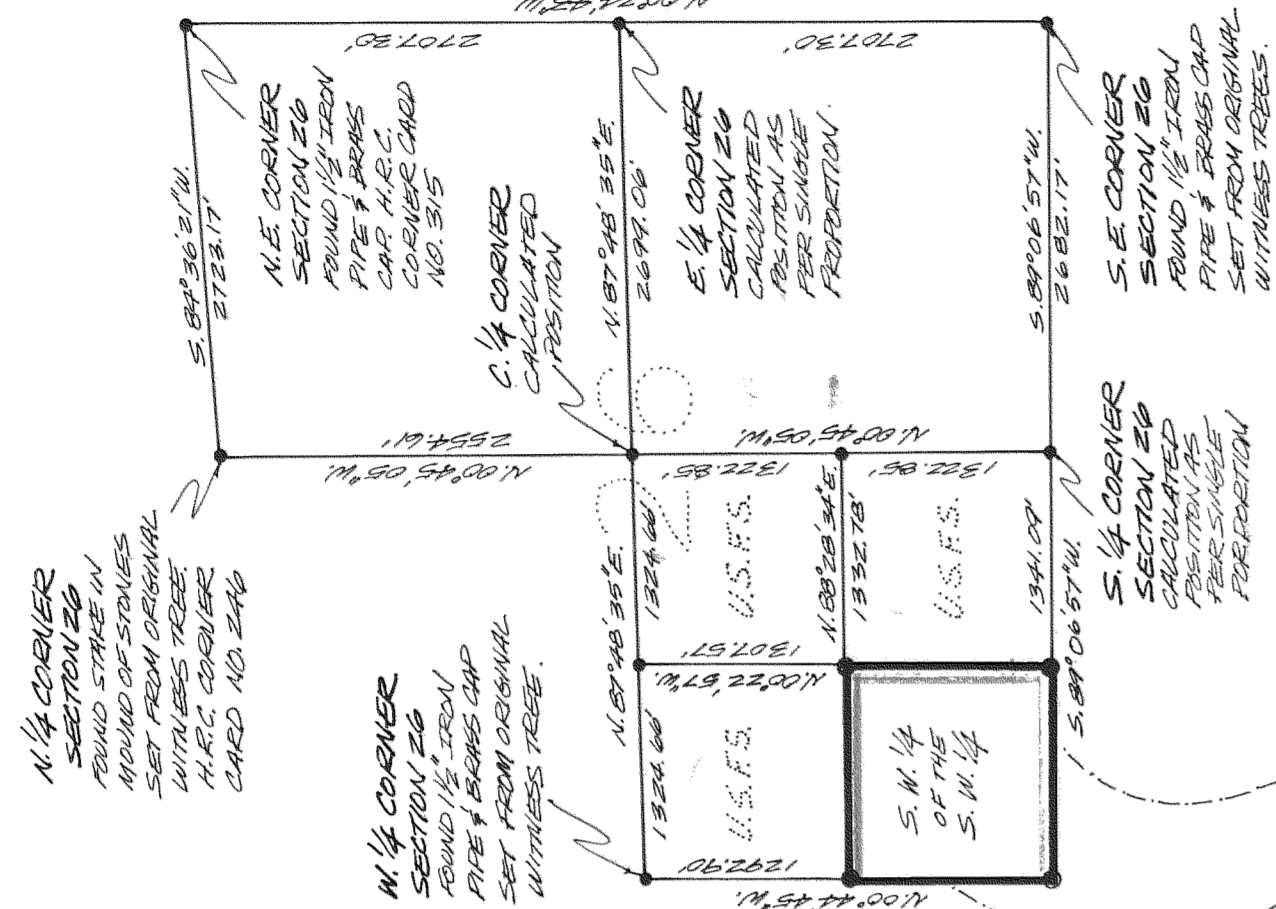 N. 1/4 CORNER
SECTION 26
FOUND STAKE IN
MOUND OF STONES
SET FROM ORIGINAL
WITNESS TREE.
H.R.C. CORNER
CARD NO. 246
S. 84° 36' 21" W.
2723.17'
2707.30'
N.E. CORNER
SECTION 26
FOUND 1 1/2" IRON
PIPE & BRASS
CAP. H.R.C.
CORNER CARD
NO. 315
2554.61'
N. 00° 45' 05" W.
C. 1/4 CORNER
CALCULATED
POSITION
N. 87° 48' 35" E.
2699.06'
E. 1/4 CORNER
SECTION 26
CALCULATED
POSITION AS
PER SINGLE
PROPORTION.
2707.30'
W. 1/4 CORNER
SECTION 26
FOUND 1 1/2" IRON
PIPE & BRASS CAP
SET FROM ORIGINAL
WITNESS TREE.
N. 87° 48' 35" E.
1324.66'
1324.66'
26
1292.90'
N. 00° 44' 45" W.
U.S.F.S.
1307.57'
N. 00° 22' 57" W.
U.S.F.S.
1322.85'
N. 00° 45' 05" W.
N. 88° 28' 34" E.
1332.78'
U.S.F.S.
1322.85'
S.W. 1/4
OF THE
S.W. 1/4
1341.09'
S. 89° 06' 57" W.
S. 89° 06' 57" W.
2682.17'
S. 1/4 CORNER
SECTION 26
CALCULATED
POSITION AS
PER SINGLE
PORPORTION
S.E. CORNER
SECTION 26
FOUND 1 1/2" IRON
PIPE & BRASS CAP
SET FROM ORIGINAL
WITNESS TREES.